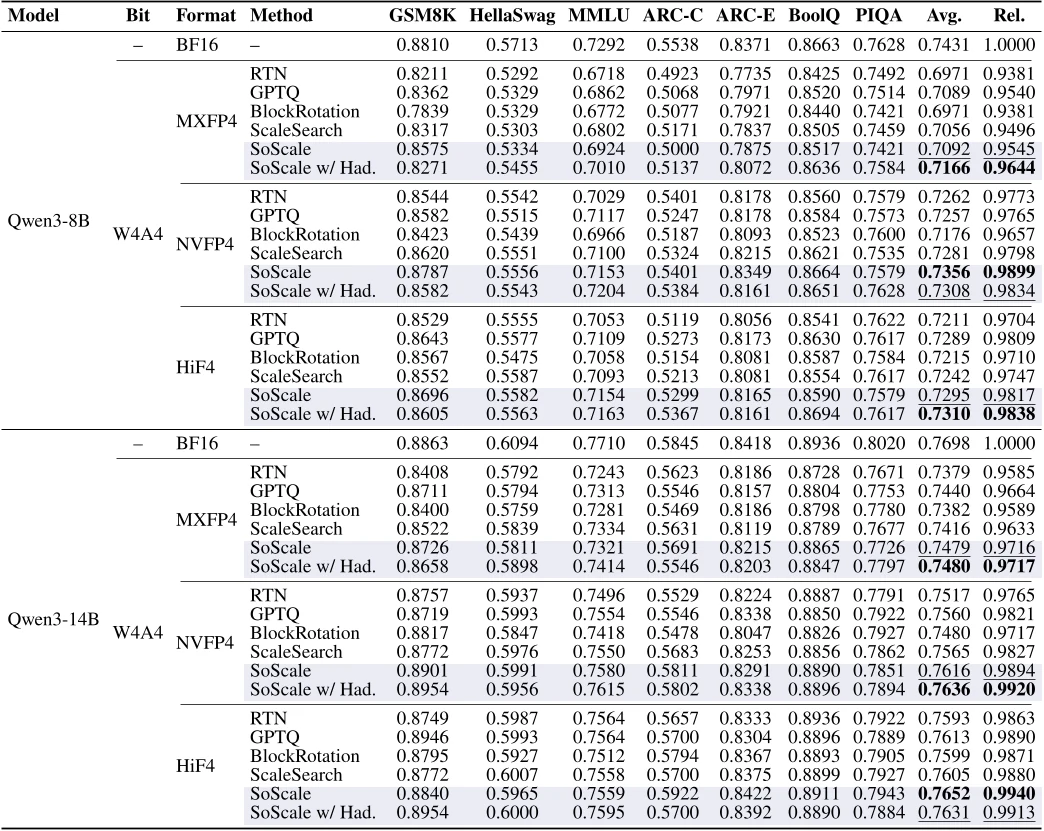 Model Bit Format Method GSM8K HellaSwag MMLU ARC-C ARC-E BoolQ PIQA Avg. Rel.
– BF16 – 0.8810 0.5713 0.7292 0.5538 0.8371 0.8663 0.7628 0.7431 1.0000
RTN 0.8211 0.5292 0.6718 0.4923 0.7735 0.8425 0.7492 0.6971 0.9381
GPTQ 0.8362 0.5329 0.6862 0.5068 0.7971 0.8520 0.7514 0.7089 0.9540
BlockRotation 0.7839 0.5329 0.6772 0.5077 0.7921 0.8440 0.7421 0.6971 0.9381
MXFP4
ScaleSearch 0.8317 0.5303 0.6802 0.5171 0.7837 0.8505 0.7459 0.7056 0.9496
SoScale 0.8575 0.5334 0.6924 0.5000 0.7875 0.8517 0.7421 0.7092 0.9545
SoScale w/ Had. 0.8271 0.5455 0.7010 0.5137 0.8072 0.8636 0.7584 0.7166 0.9644
RTN 0.8544 0.5542 0.7029 0.5401 0.8178 0.8560 0.7579 0.7262 0.9773
GPTQ 0.8582 0.5515 0.7117 0.5247 0.8178 0.8584 0.7573 0.7257 0.9765
Qwen3-8B
BlockRotation 0.8423 0.5439 0.6966 0.5187 0.8093 0.8523 0.7600 0.7176 0.9657
W4A4 NVFP4
ScaleSearch 0.8620 0.5551 0.7100 0.5324 0.8215 0.8621 0.7535 0.7281 0.9798
SoScale 0.8787 0.5556 0.7153 0.5401 0.8349 0.8664 0.7579 0.7356 0.9899
SoScale w/ Had. 0.8582 0.5543 0.7204 0.5384 0.8161 0.8651 0.7628 0.7308 0.9834
RTN 0.8529 0.5555 0.7053 0.5119 0.8056 0.8541 0.7622 0.7211 0.9704
GPTQ 0.8643 0.5577 0.7109 0.5273 0.8173 0.8630 0.7617 0.7289 0.9809
BlockRotation 0.8567 0.5475 0.7058 0.5154 0.8081 0.8587 0.7584 0.7215 0.9710
HiF4
ScaleSearch 0.8552 0.5587 0.7093 0.5213 0.8081 0.8554 0.7617 0.7242 0.9747
SoScale 0.8696 0.5582 0.7154 0.5299 0.8165 0.8590 0.7579 0.7295 0.9817
SoScale w/ Had. 0.8605 0.5563 0.7163 0.5367 0.8161 0.8694 0.7617 0.7310 0.9838
– BF16 – 0.8863 0.6094 0.7710 0.5845 0.8418 0.8936 0.8020 0.7698 1.0000
RTN 0.8408 0.5792 0.7243 0.5623 0.8186 0.8728 0.7671 0.7379 0.9585
GPTQ 0.8711 0.5794 0.7313 0.5546 0.8157 0.8804 0.7753 0.7440 0.9664
BlockRotation 0.8400 0.5759 0.7281 0.5469 0.8186 0.8798 0.7780 0.7382 0.9589
MXFP4
ScaleSearch 0.8522 0.5839 0.7334 0.5631 0.8119 0.8789 0.7677 0.7416 0.9633
SoScale 0.8726 0.5811 0.7321 0.5691 0.8215 0.8865 0.7726 0.7479 0.9716
SoScale w/ Had. 0.8658 0.5898 0.7414 0.5546 0.8203 0.8847 0.7797 0.7480 0.9717
RTN 0.8757 0.5937 0.7496 0.5529 0.8224 0.8887 0.7791 0.7517 0.9765
GPTQ 0.8719 0.5993 0.7554 0.5546 0.8338 0.8850 0.7922 0.7560 0.9821
Qwen3-14B
BlockRotation 0.8817 0.5847 0.7418 0.5478 0.8047 0.8826 0.7927 0.7480 0.9717
W4A4 NVFP4
ScaleSearch 0.8772 0.5976 0.7550 0.5683 0.8253 0.8856 0.7862 0.7565 0.9827
SoScale 0.8901 0.5991 0.7580 0.5811 0.8291 0.8890 0.7851 0.7616 0.9894
SoScale w/ Had. 0.8954 0.5956 0.7615 0.5802 0.8338 0.8896 0.7894 0.7636 0.9920
RTN 0.8749 0.5987 0.7564 0.5657 0.8333 0.8936 0.7922 0.7593 0.9863
GPTQ 0.8946 0.5993 0.7564 0.5700 0.8304 0.8896 0.7889 0.7613 0.9890
BlockRotation 0.8795 0.5927 0.7512 0.5794 0.8367 0.8893 0.7905 0.7599 0.9871
HiF4
ScaleSearch 0.8772 0.6007 0.7558 0.5700 0.8375 0.8899 0.7927 0.7605 0.9880
SoScale 0.8840 0.5965 0.7559 0.5922 0.8422 0.8911 0.7943 0.7652 0.9940
SoScale w/ Had. 0.8954 0.6000 0.7595 0.5700 0.8392 0.8890 0.7884 0.7631 0.9913